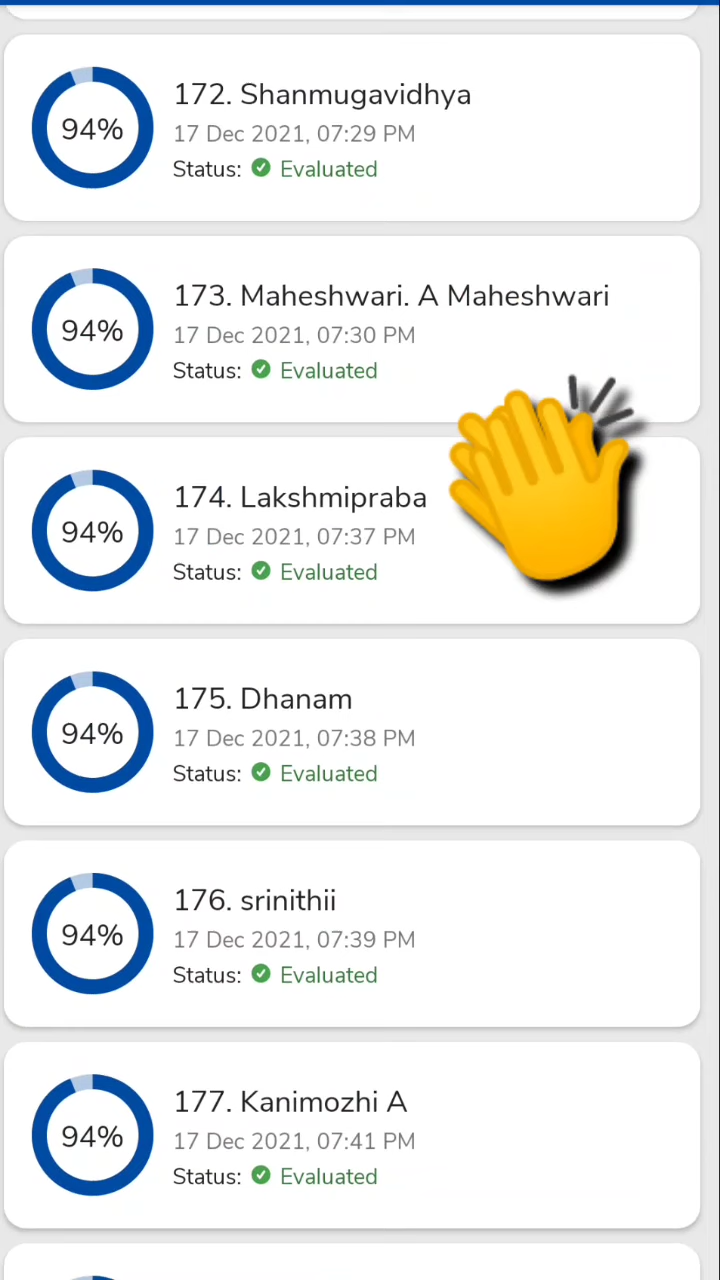 94%
172. Shanmugavidhya
17 Dec 2021, 07:29 PM
Status: Evaluated
94%
173. Maheshwari. A Maheshwari
17 Dec 2021, 07:30 PM
Status: Evaluated
94%
174. Lakshmipraba
17 Dec 2021, 07:37 PM
Status: Evaluated
94%
175. Dhanam
17 Dec 2021, 07:38 PM
Status: Evaluated
94%
176. srinithii
17 Dec 2021, 07:39 PM
Status: Evaluated
94%
177. Kanimozhi A
17 Dec 2021, 07:41 PM
Status: Evaluated